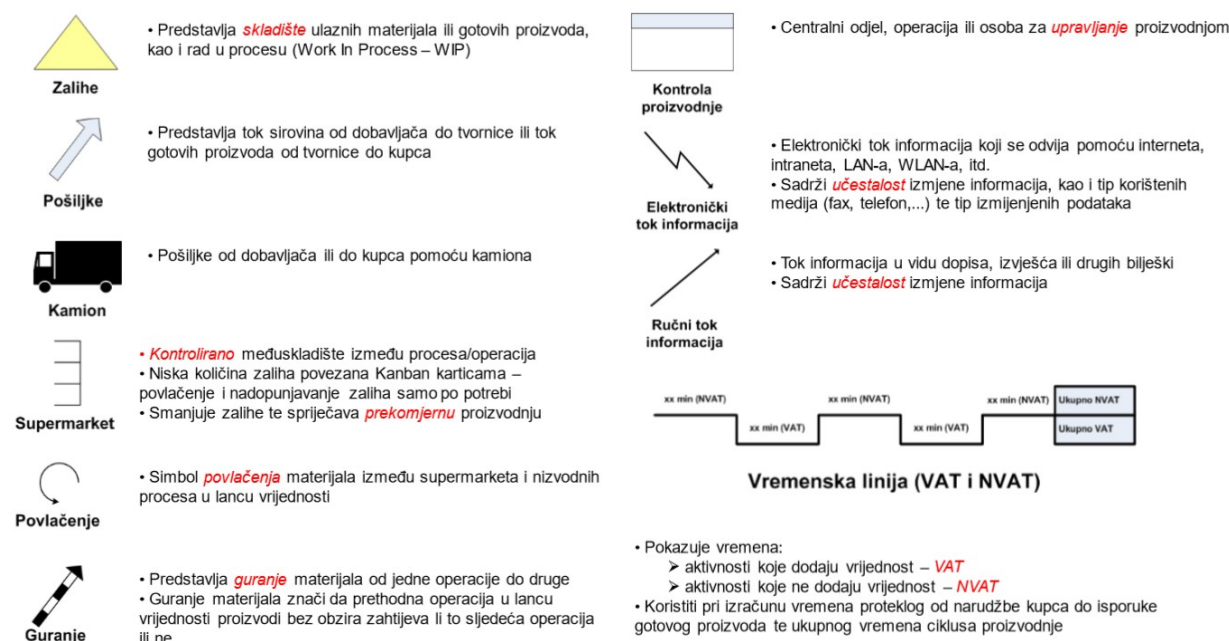 • Predstavlja skladište ulaznih materijala ili gotovih proizvoda,
kao i rad u procesu (Work In Process – WIP)
Zalihe
• Predstavlja tok sirovina od dobavljača do tvornice ili tok
gotovih proizvoda od tvornice do kupca
Pošiljke
• Pošiljke od dobavljača ili do kupca pomoću kamiona
Kamion
• Kontrolirano međuskladište između procesa/operacija
• Niska količina zaliha povezana Kanban karticama –
povlačenje i nadopunjavanje zaliha samo po potrebi
• Smanjuje zalihe te spriječava prekomjernu proizvodnju
Supermarket
• Simbol povlačenja materijala između supermarketa i nizvodnih
procesa u lancu vrijednosti
Povlačenje
• Predstavlja guranje materijala od jedne operacije do druge
• Guranje materijala znači da prethodna operacija u lancu
vrijednosti proizvodi bez obzira zahtijeva li to sljedeća operacija
ili ne
Guranje
• Centralni odjel, operacija ili osoba za upravljanje proizvodnjom
Kontrola
proizvodnje
• Elektronički tok informacija koji se odvija pomoću interneta,
intraneta, LAN-a, WLAN-a, itd.
• Sadrži učestalost izmjene informacija, kao i tip korištenih
medija (fax, telefon,...) te tip izmijenjenih podataka
Elektronički
tok informacija
• Tok informacija u vidu dopisa, izvješća ili drugih bilješki
• Sadrži učestalost izmjene informacija
Ručni tok
informacija
xx min (NVAT) xx min (NVAT) xx min (NVAT) Ukupno NVAT
xx min (VAT) xx min (VAT) Ukupno VAT
Vremenska linija (VAT i NVAT)
• Pokazuje vremena:
➢ aktivnosti koje dodaju vrijednost – VAT
➢ aktivnosti koje ne dodaju vrijednost – NVAT
• Koristiti pri izračunu vremena proteklog od narudžbe kupca do isporuke
gotovog proizvoda te ukupnog vremena ciklusa proizvodnje